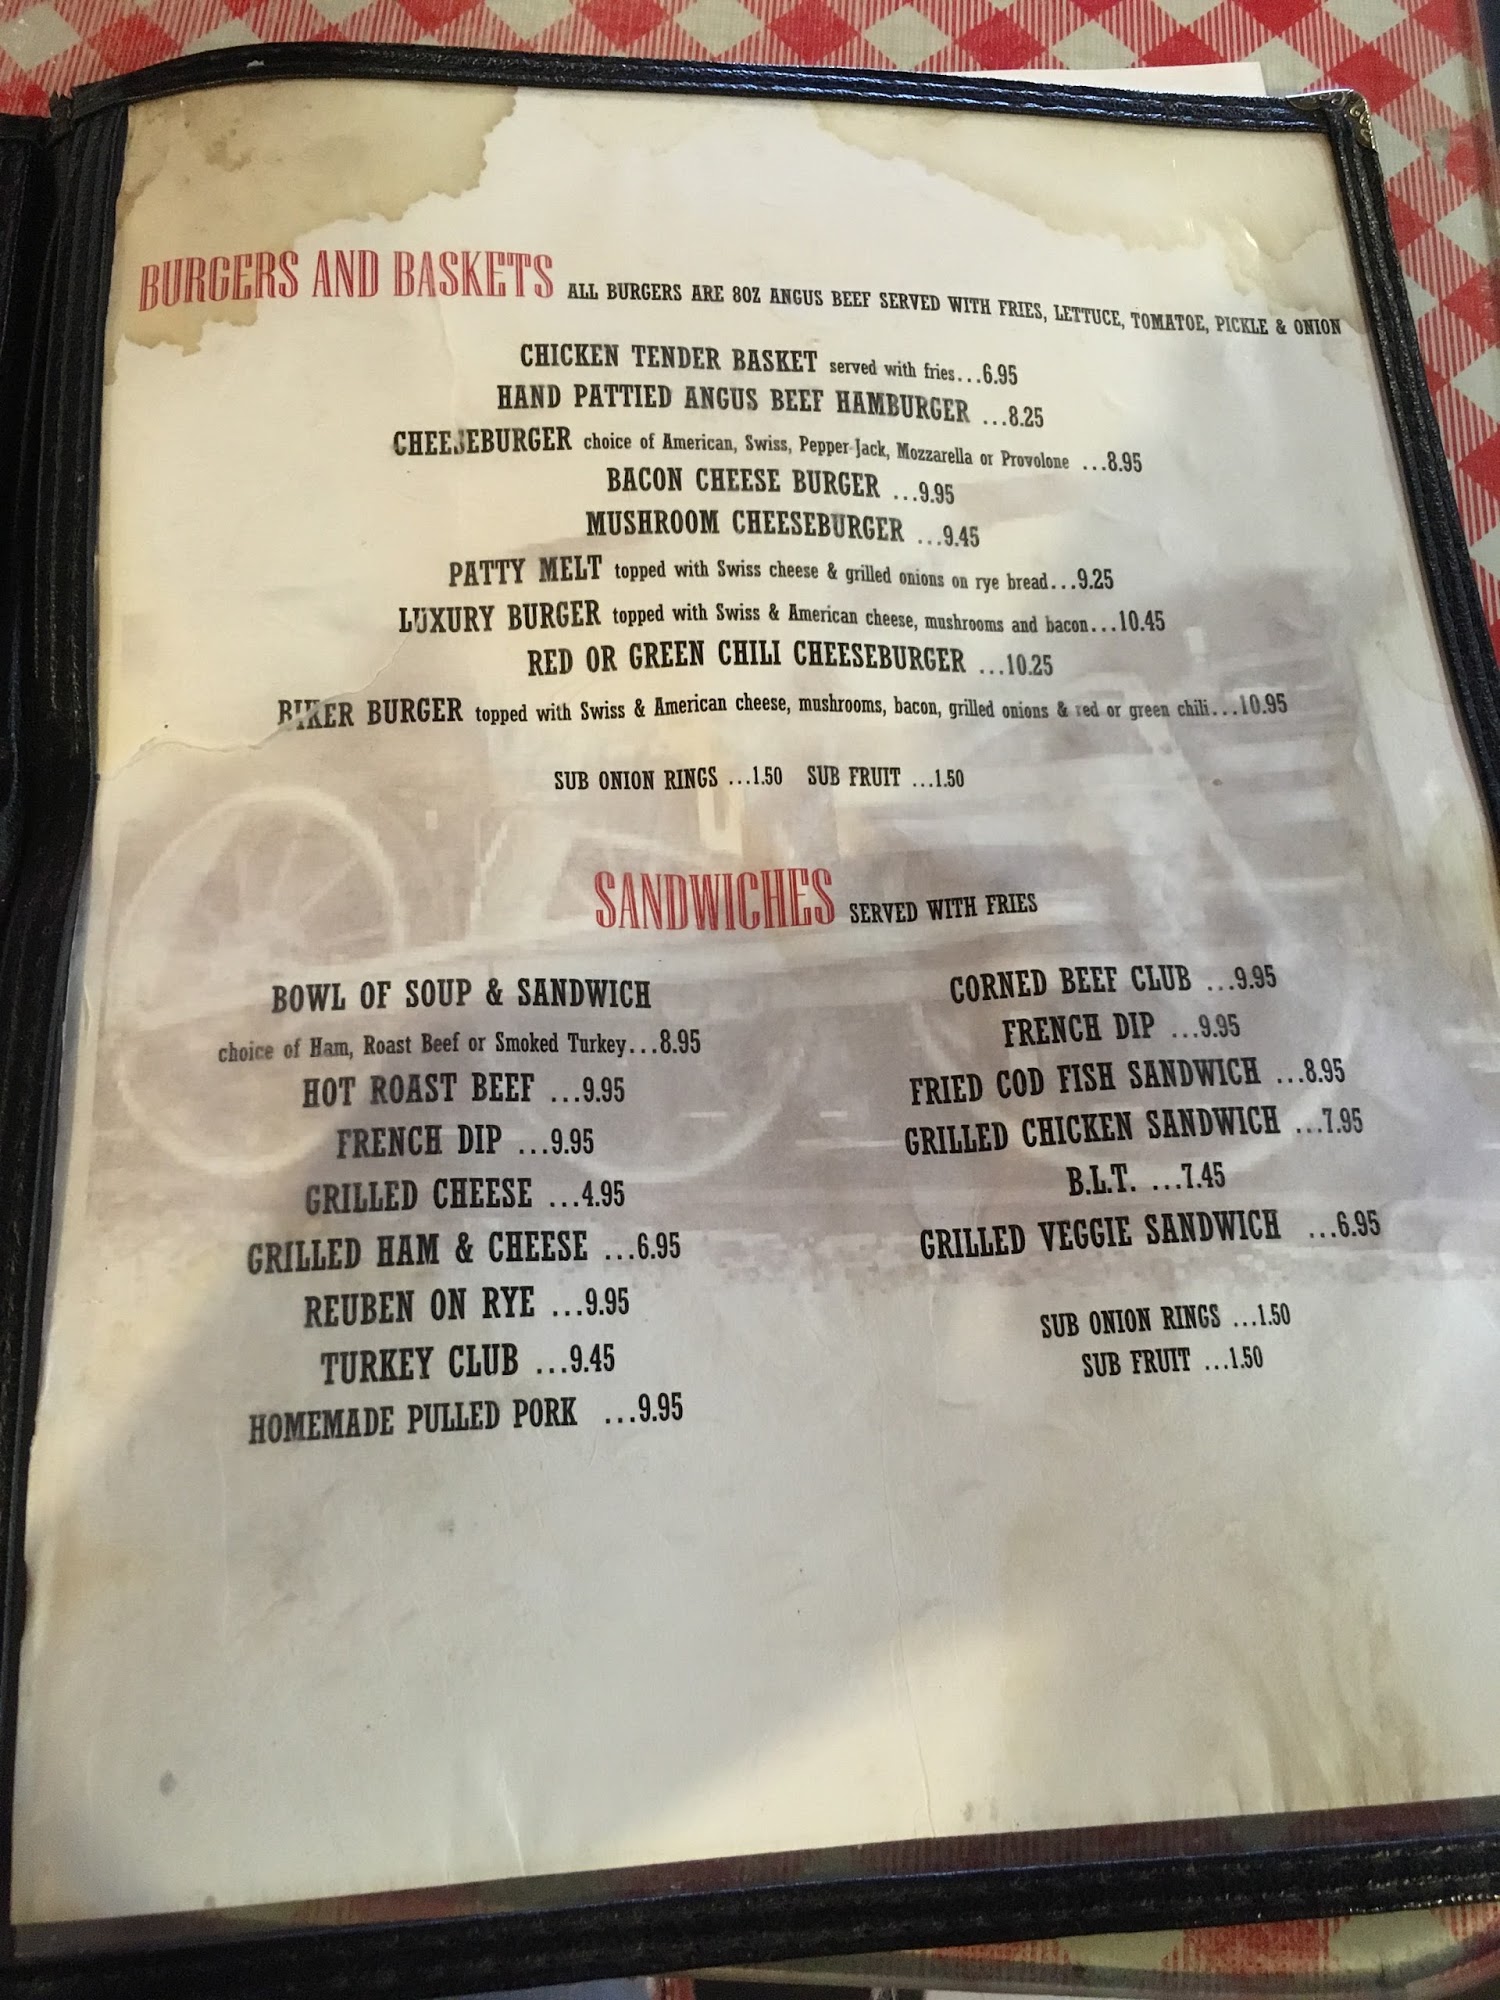 BURGERS AND BASKETS ALL BURGERS ARE 8OZ ANGUS BEEF SERVED WITH FRIES, LETTUCE, TOMATOE, PICKLE & ONION
CHICKEN TENDER BASKET served with fries...6.95
HAND PATTIED ANGUS BEEF HAMBURGER ...8.25
CHEESEBURGER choice of American, Swiss, Pepper-Jack, Mozzarella or Provolone ...8.95
BACON CHEESE BURGER ...9.95
MUSHROOM CHEESEBURGER ...9.45
PATTY MELT topped with Swiss cheese & grilled onions on rye bread...9.25
LUXURY BURGER topped with Swiss & American cheese, mushrooms and bacon...10.45
RED OR GREEN CHILI CHEESEBURGER ...10.25
BIKER BURGER topped with Swiss & American cheese, mushrooms, bacon, grilled onions & red or green chili...10.95
SUB ONION RINGS ...1.50 SUB FRUIT ...1.50
SANDWICHES SERVED WITH FRIES
BOWL OF SOUP & SANDWICH
choice of Ham, Roast Beef or Smoked Turkey...8.95
HOT ROAST BEEF ...9.95
FRENCH DIP ...9.95
GRILLED CHEESE ...4.95
GRILLED HAM & CHEESE ...6.95
REUBEN ON RYE ...9.95
TURKEY CLUB ...9.45
HOMEMADE PULLED PORK ...9.95
CORNED BEEF CLUB ...9.95
FRENCH DIP ...9.95
FRIED COD FISH SANDWICH ...8.95
GRILLED CHICKEN SANDWICH ...7.95
B.L.T. ...7.45
GRILLED VEGGIE SANDWICH ...6.95
SUB ONION RINGS ...1.50
SUB FRUIT ...1.50